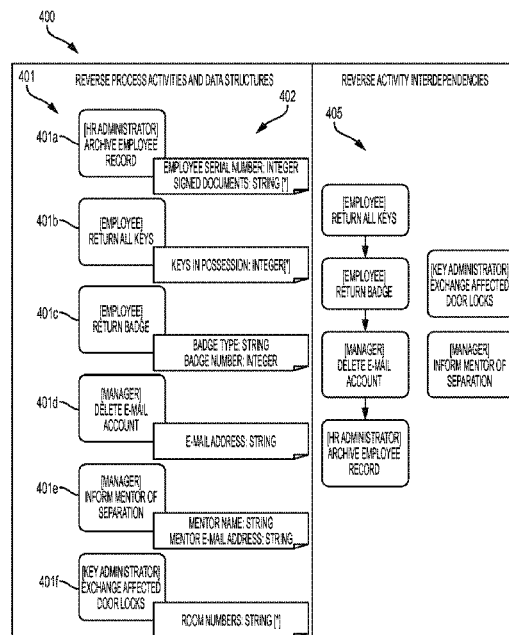 400
REVERSE PROCESS ACTIVITIES AND DATA STRUCTURES
401
402
401a
[HR ADMINISTRATOR]
ARCHIVE EMPLOYEE
RECORD
EMPLOYEE SERIAL NUMBER: INTEGER
SIGNED DOCUMENTS: STRING [*]
401b
[EMPLOYEE]
RETURN ALL KEYS
KEYS IN POSSESSION: INTEGER[*]
401c
[EMPLOYEE]
RETURN BADGE
BADGE TYPE: STRING
BADGE NUMBER: INTEGER
401d
[MANAGER]
DELETE E-MAIL
ACCOUNT
E-MAIL ADDRESS: STRING
401e
[MANAGER]
INFORM MENTOR OF
SEPARATION
MENTOR NAME: STRING
MENTOR E-MAIL ADDRESS: STRING
401f
[KEY ADMINISTRATOR]
EXCHANGE AFFECTED
DOOR LOCKS
ROOM NUMBERS: STRING [*]
REVERSE ACTIVITY INTERDEPENDENCIES
405
[EMPLOYEE]
RETURN ALL KEYS
[EMPLOYEE]
RETURN BADGE
[KEY ADMINISTRATOR]
EXCHANGE AFFECTED
DOOR LOCKS
[MANAGER]
DELETE E-MAIL
ACCOUNT
[MANAGER]
INFORM MENTOR
OF SEPARATION
[HR ADMINISTRATOR]
ARCHIVE EMPLOYEE
RECORD